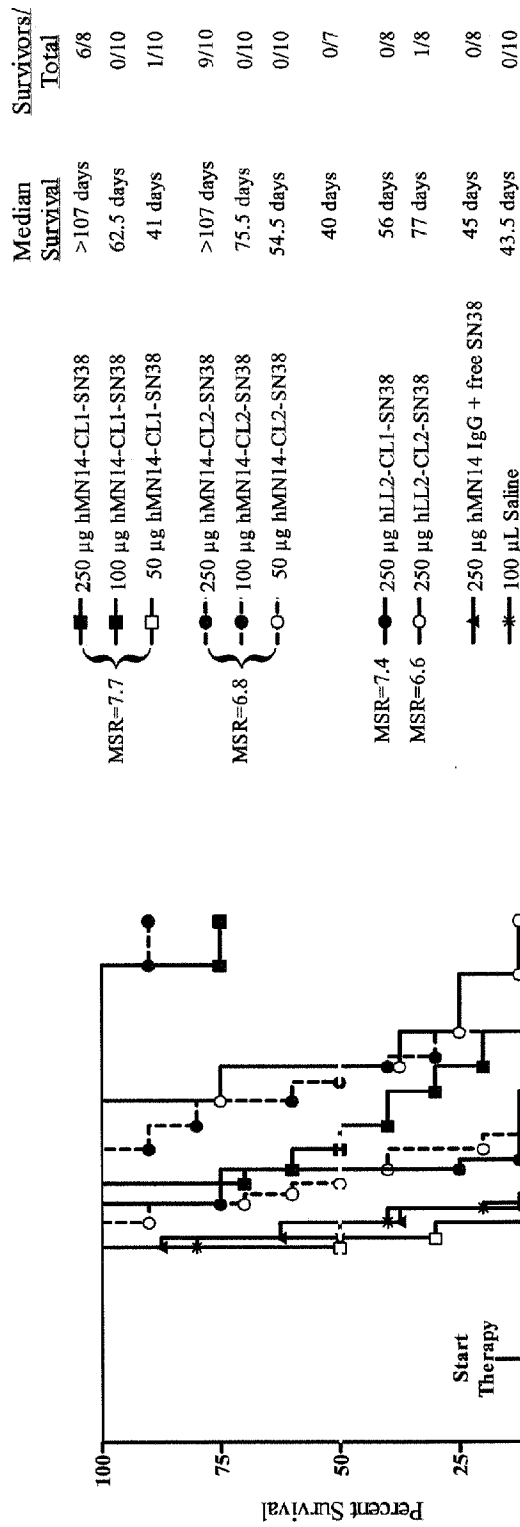 Median Survivors/
Survival Total
250 µg hMN14-CL1-SN38 >107 days 6/8
MSR=7.7 100 µg hMN14-CL1-SN38 62.5 days 0/10
50 µg hMN14-CL1-SN38 41 days 1/10
250 µg hMN14-CL2-SN38 >107 days 9/10
MSR=6.8 100 µg hMN14-CL2-SN38 75.5 days 0/10
50 µg hMN14-CL2-SN38 54.5 days 0/10
40 days 0/7
MSR=7.4 250 µg hLL2-CL1-SN38 56 days 0/8
MSR=6.6 250 µg hLL2-CL2-SN38 77 days 1/8
250 µg hMN14 IgG + free SN38 45 days 0/8
100 µL Saline 43.5 days 0/10
100
75
50
25
Percent Survival
Start
Therapy